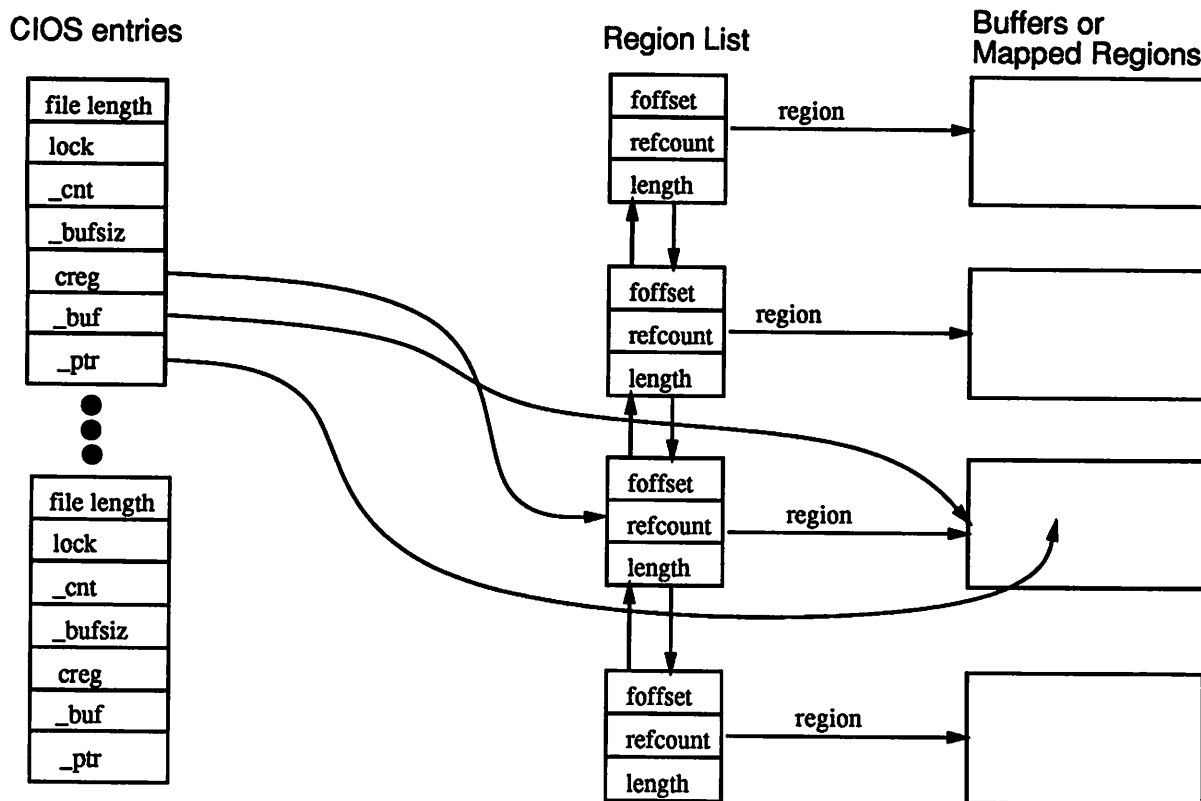 CIOS entries
file length
lock
_cnt
_bufsiz
creg
_buf
_ptr
file length
lock
_cnt
_bufsiz
creg
_buf
_ptr
Region List
foffset
refcount
length
region
foffset
refcount
length
region
foffset
refcount
length
region
foffset
refcount
length
region
Buffers or
Mapped Regions